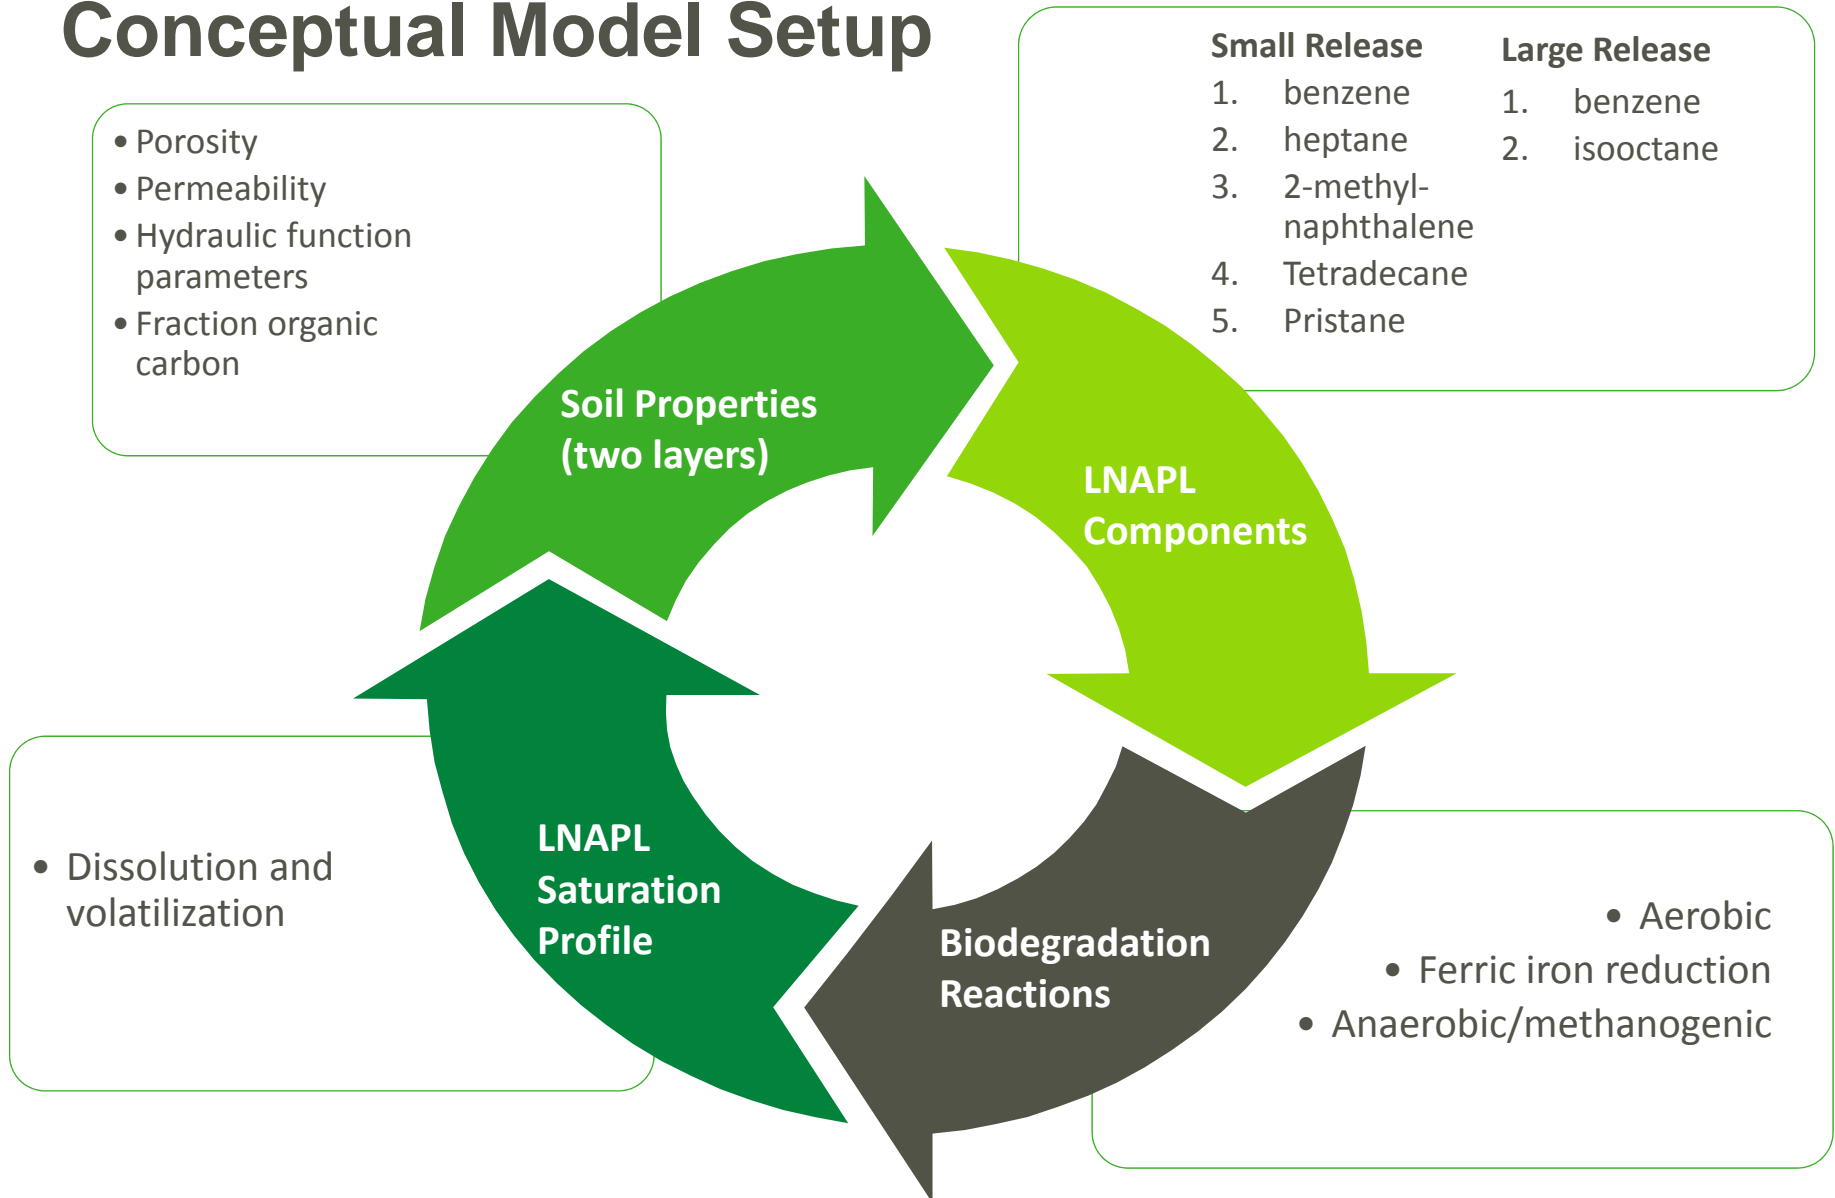 Conceptual Model Setup
• Porosity
• Permeability
• Hydraulic function
parameters
• Fraction organic
carbon
Small Release
1. benzene
2. heptane
3. 2-methyl-
naphthalene
4. Tetradecane
5. Pristane
Large Release
1. benzene
2. isooctane
Soil Properties
(two layers)
LNAPL
Components
LNAPL
Saturation
Profile
Biodegradation
Reactions
• Dissolution and
volatilization
• Aerobic
• Ferric iron reduction
• Anaerobic/methanogenic